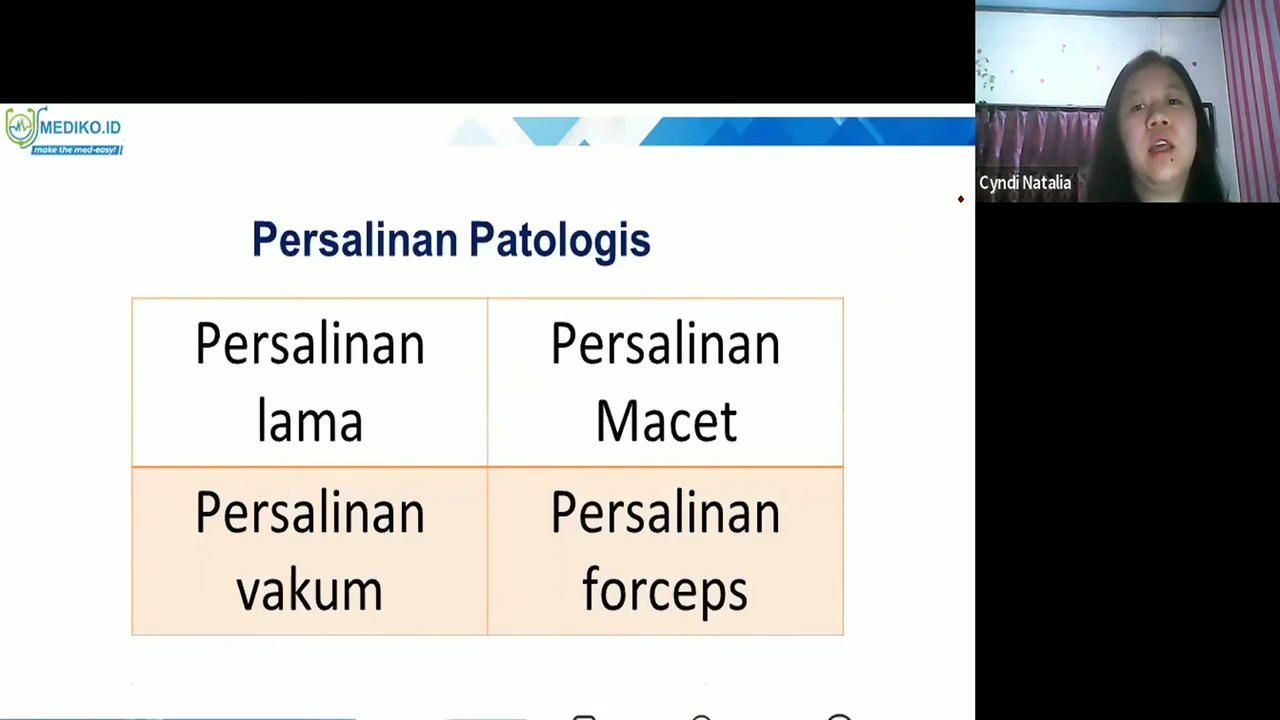 MEDIKO.ID
make the med-easy!
Cyndi Natalia
Persalinan Patologis
Persalinan
lama
Persalinan
Macet
Persalinan
vakum
Persalinan
forceps